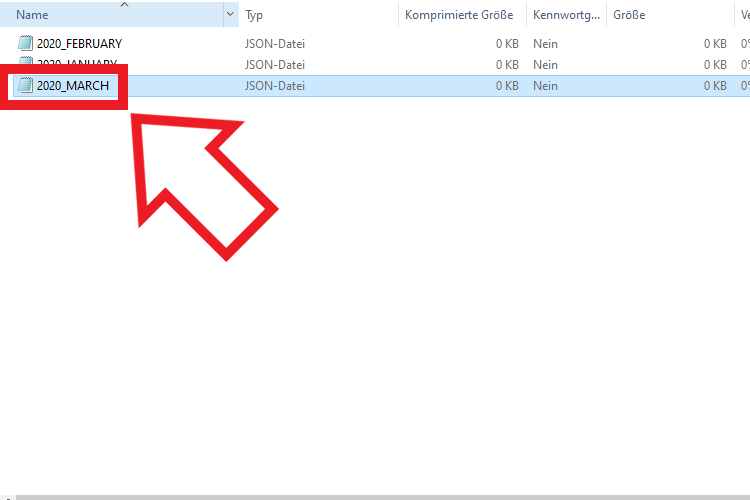 Name Typ Komprimierte Größe Kennwortg... Größe Ve
2020_FEBRUARY JSON-Datei 0 KB Nein 0 KB 0%
2020_JANUARY JSON-Datei 0 KB Nein 0 KB 0%
2020_MARCH JSON-Datei 0 KB Nein 0 KB 0%